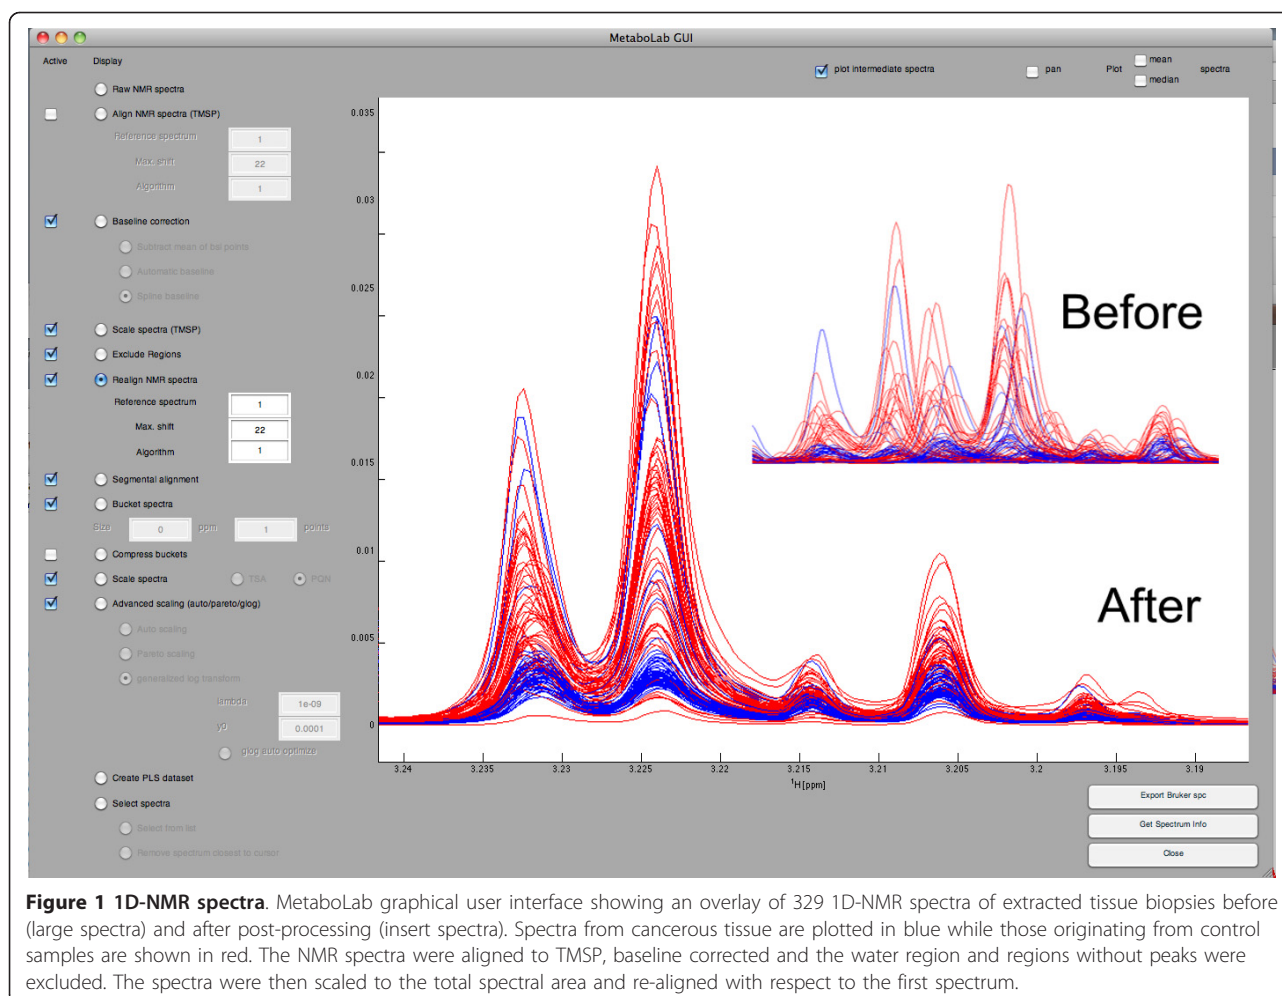 MetaboLab GUI
Active Display
plot intermediate spectra
pan
Plot
mean
median
spectra
Raw NMR spectra
Align NMR spectra (TMSP)
Reference spectrum 1
Max. shift 22
Algorithm 1
Baseline correction
Subtract mean of bsl points
Automatic baseline
Spline baseline
Scale spectra (TMSP)
Exclude Regions
Realign NMR spectra
Reference spectrum 1
Max. shift 22
Algorithm 1
Segmental alignment
Bucket spectra
Size 0 ppm 1 points
Compress buckets
Scale spectra TSA PQN
Advanced scaling (auto/pareto/glog)
Auto scaling
Pareto scaling
generalized log transform
lambda 1e-09
y0 0.0001
glog auto optimize
Create PLS dataset
Select spectra
Select from list
Remove spectrum closest to cursor
0.035
0.03
0.025
0.02
0.015
0.01
0.005
0
Before
After
3.24 3.235 3.23 3.225 3.22 3.215 3.21 3.205 3.2 3.195 3.19
¹H [ppm]
Export Bruker spc
Get Spectrum Info
Close
Figure 1 1D-NMR spectra. MetaboLab graphical user interface showing an overlay of 329 1D-NMR spectra of extracted tissue biopsies before
(large spectra) and after post-processing (insert spectra). Spectra from cancerous tissue are plotted in blue while those originating from control
samples are shown in red. The NMR spectra were aligned to TMSP, baseline corrected and the water region and regions without peaks were
excluded. The spectra were then scaled to the total spectral area and re-aligned with respect to the first spectrum.